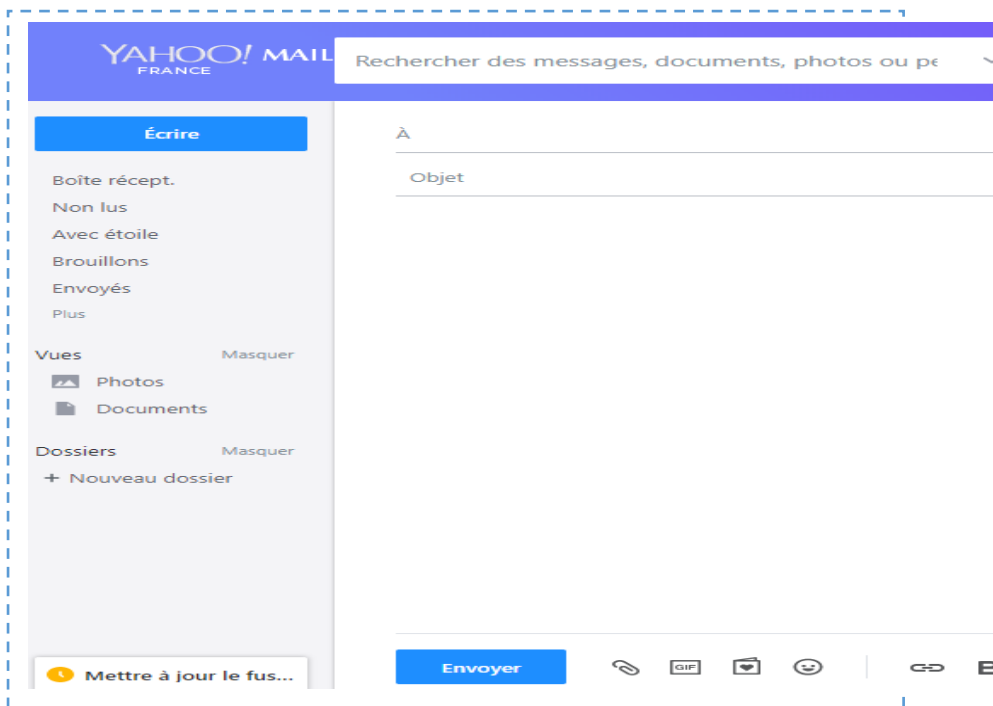 YAHOO! MAIL
FRANCE
Rechercher des messages, documents, photos ou pe
Écrire
Boîte récept.
Non lus
Avec étoile
Brouillons
Envoyés
Plus
Vues Masquer
Photos
Documents
Dossiers Masquer
+ Nouveau dossier
Mettre à jour le fus...
À
Objet
Envoyer
GIF